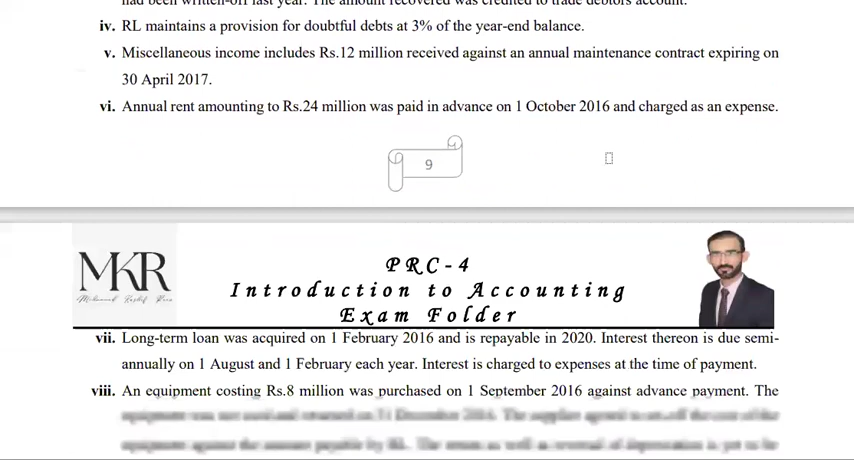 had been written-off last year. The amount recovered was credited to trade debtors account.
iv. RL maintains a provision for doubtful debts at 3% of the year-end balance.
v. Miscellaneous income includes Rs.12 million received against an annual maintenance contract expiring on
30 April 2017.
vi. Annual rent amounting to Rs.24 million was paid in advance on 1 October 2016 and charged as an expense.
9
MKR
PRC-4
Introduction to Accounting
Exam Folder
vii. Long-term loan was acquired on 1 February 2016 and is repayable in 2020. Interest thereon is due semi-
annually on 1 August and 1 February each year. Interest is charged to expenses at the time of payment.
viii. An equipment costing Rs.8 million was purchased on 1 September 2016 against advance payment. The